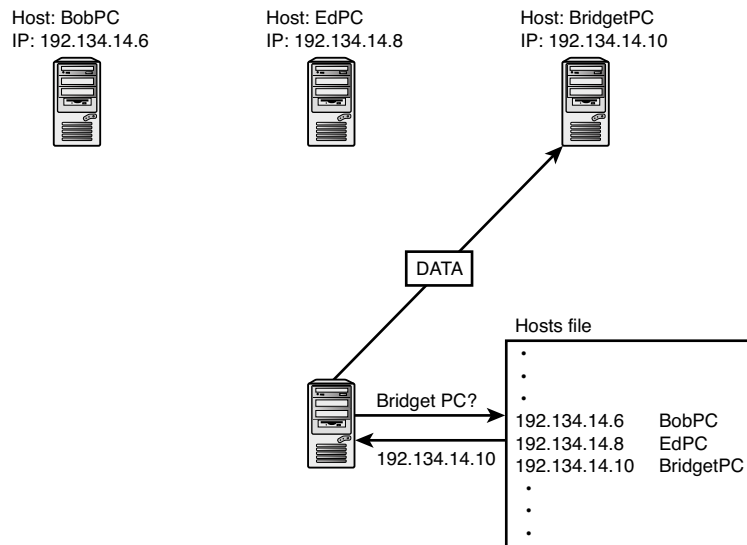 Host: BobPC
IP: 192.134.14.6
Host: EdPC
IP: 192.134.14.8
Host: BridgetPC
IP: 192.134.14.10
DATA
Hosts file
Bridget PC?
192.134.14.10
192.134.14.6 BobPC
192.134.14.8 EdPC
192.134.14.10 BridgetPC